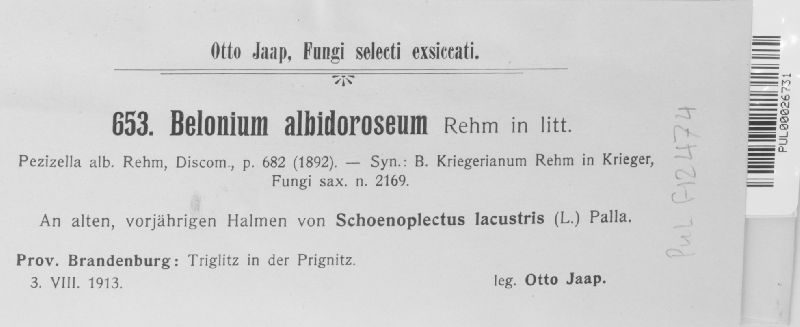 Otto Jaap, Fungi selecti exsiccati.
653. Belonium albidoroseum Rehm in litt.
Pezizella alb. Rehm, Discom., p. 682 (1892). — Syn.: B. Kriegerianum Rehm in Krieger,
Fungi sax. n. 2169.
An alten, vorjährigen Halmen von Schoenoplectus lacustris (L.) Palla.
Prov. Brandenburg: Triglitz in der Prignitz.
3. VIII. 1913.
leg. Otto Jaap.
PUL F12474
PUL00026731